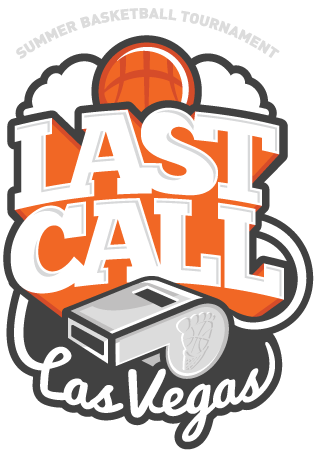 SUMMER BASKETBALL TOURNAMENT
LAST
CALL
Las Vegas